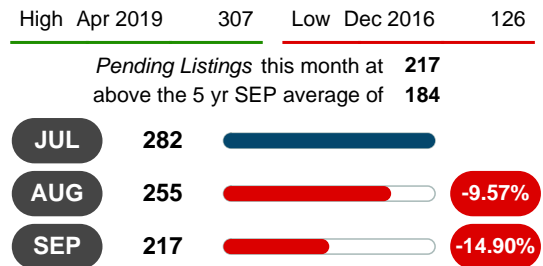 High Apr 2019 307 Low Dec 2016 126
Pending Listings this month at 217
above the 5 yr SEP average of 184
JUL 282
AUG 255 -9.57%
SEP 217 -14.90%